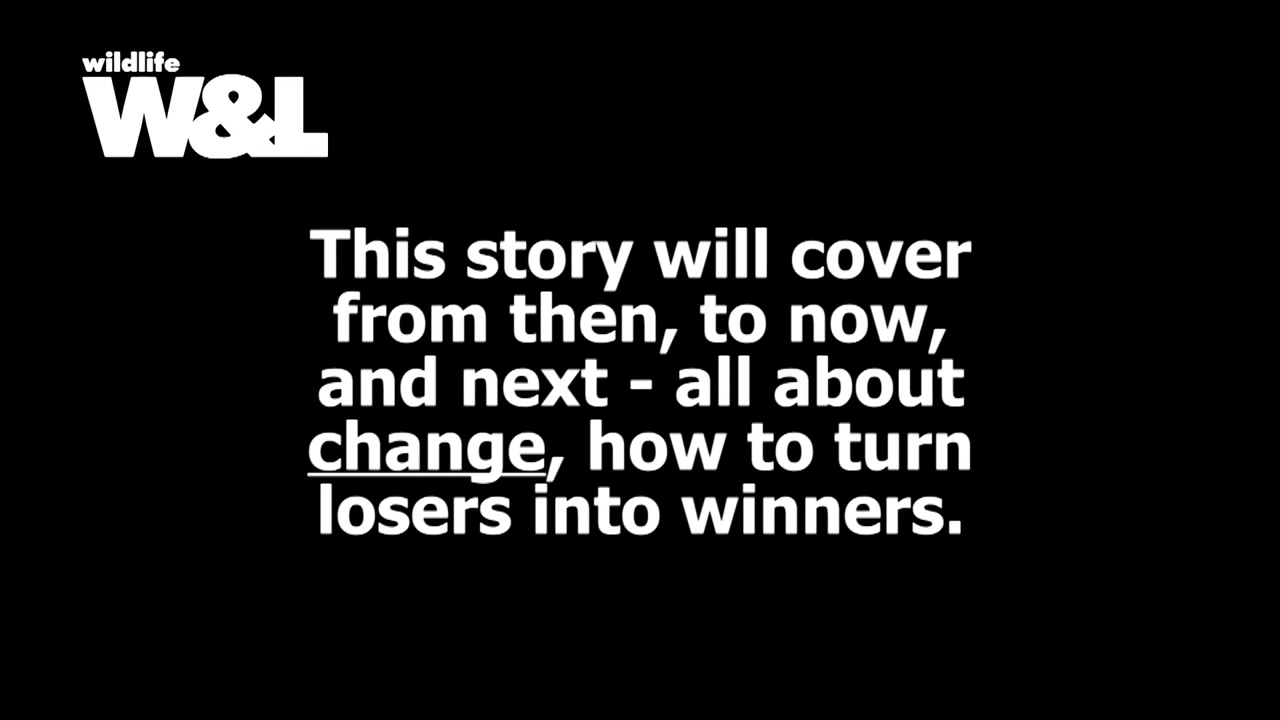 wildlife
W&L
This story will cover
from then, to now,
and next - all about
change, how to turn
losers into winners.